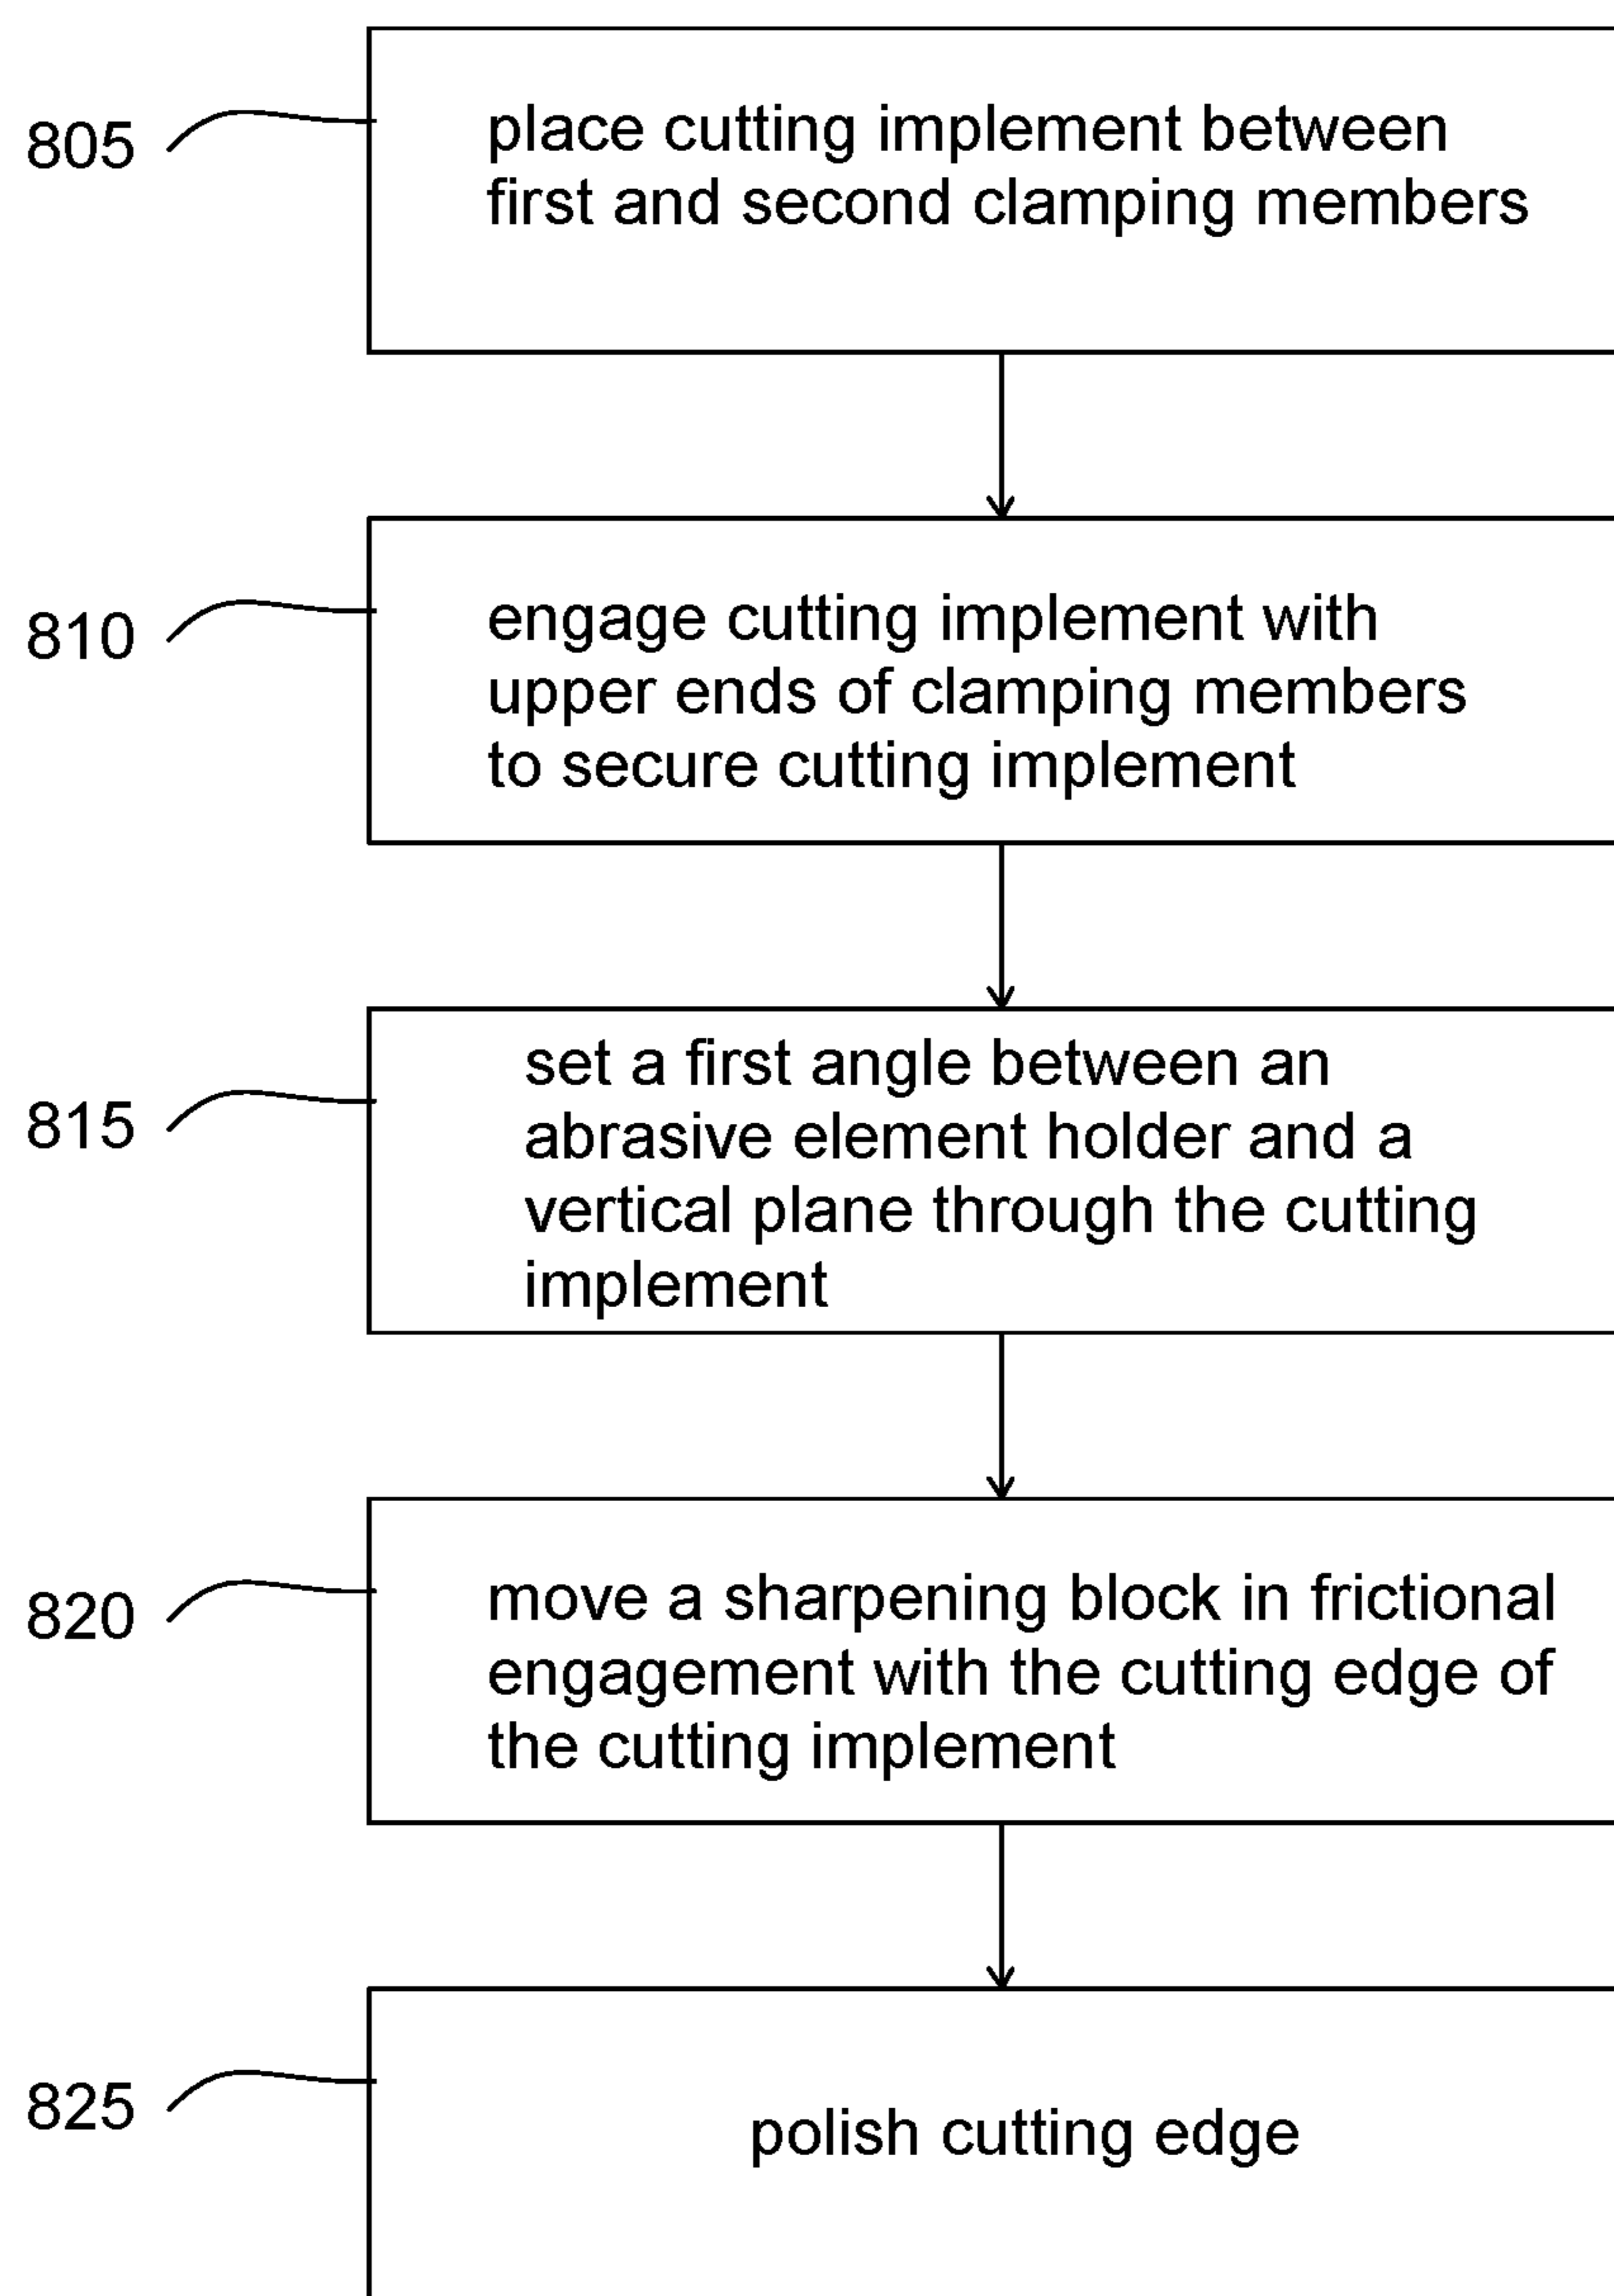 805
place cutting implement between
first and second clamping members
810
engage cutting implement with
upper ends of clamping members
to secure cutting implement
815
set a first angle between an
abrasive element holder and a
vertical plane through the cutting
implement
820
move a sharpening block in frictional
engagement with the cutting edge of
the cutting implement
825
polish cutting edge